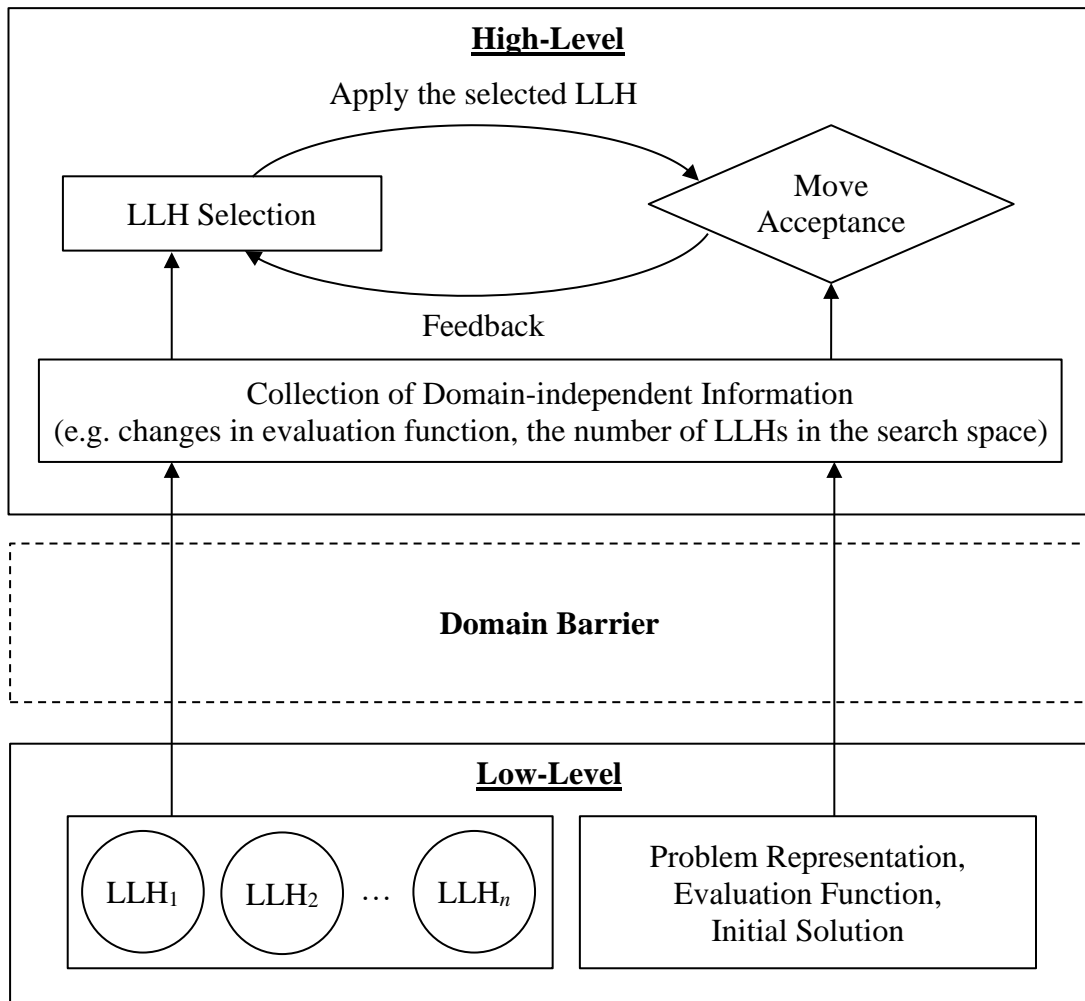 High-Level
Apply the selected LLH
LLH Selection
Move
Acceptance
Feedback
Collection of Domain-independent Information
(e.g. changes in evaluation function, the number of LLHs in the search space)
Domain Barrier
Low-Level
LLH1
LLH2
…
LLHn
Problem Representation,
Evaluation Function,
Initial Solution